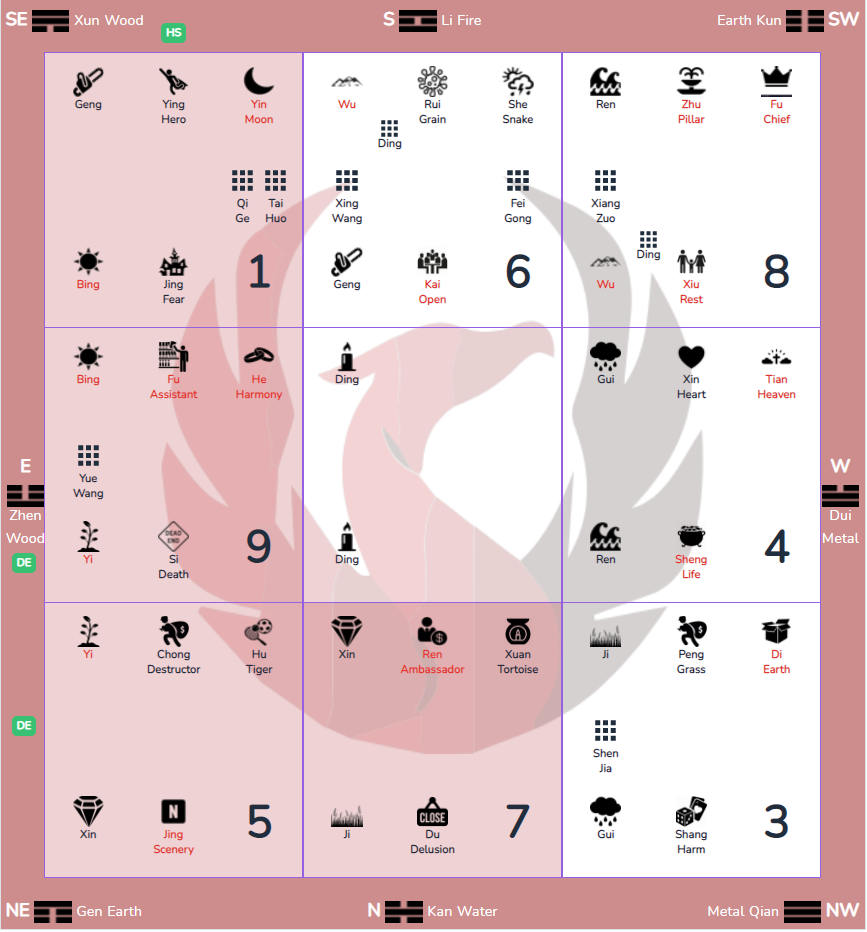 SE Xun Wood
S Li Fire
Earth Kun SW
HS
Geng
Ying
Hero
Yin
Moon
Qi
Ge
Tai
Huo
Bing
Jing
Fear
1
Wu
Rui
Grain
She
Snake
Ding
Xing
Wang
Fei
Gong
Geng
Kai
Open
6
Ren
Zhu
Pillar
Fu
Chief
Xiang
Zuo
Ding
Wu
Xiu
Rest
8
E
Zhen
Wood
DE
Bing
Fu
Assistant
He
Harmony
Yue
Wang
Yi
DEAD
END
Si
Death
9
Ding
Ding
Gui
Xin
Heart
Tian
Heaven
Ren
Sheng
Life
4
W
Dui
Metal
DE
Yi
Chong
Destructor
Hu
Tiger
Xin
N
Jing
Scenery
5
Xin
Ren
Ambassador
A
Xuan
Tortoise
Ji
CLOSE
Du
Delusion
7
Ji
Peng
Grass
Di
Earth
Shen
Jia
Gui
Shang
Harm
3
NE Gen Earth
N Kan Water
Metal Qian NW